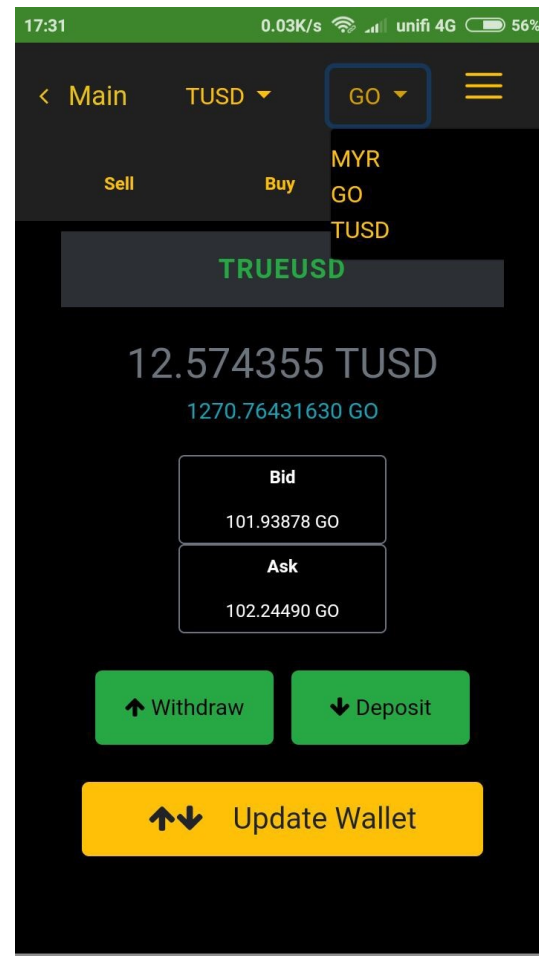 17:31 0.03K/s unifi 4G 56%
< Main TUSD GO
MYR
GO
TUSD
Sell Buy
TRUEUSD
12.574355 TUSD
1270.76431630 GO
Bid
101.93878 GO
Ask
102.24490 GO
Withdraw Deposit
Update Wallet